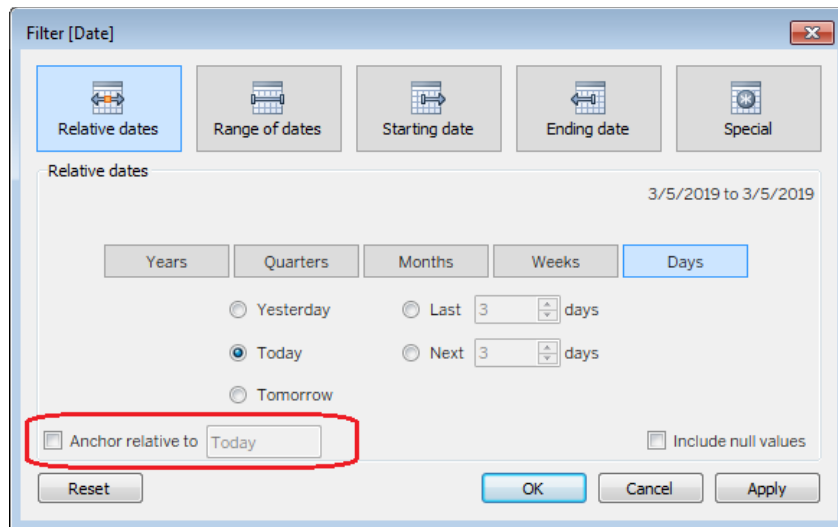 Filter [Date]
Relative dates
Range of dates
Starting date
Ending date
Special
Relative dates
3/5/2019 to 3/5/2019
Years
Quarters
Months
Weeks
Days
Yesterday
Last 3 days
Today
Next 3 days
Tomorrow
Anchor relative to Today
Include null values
Reset
OK
Cancel
Apply